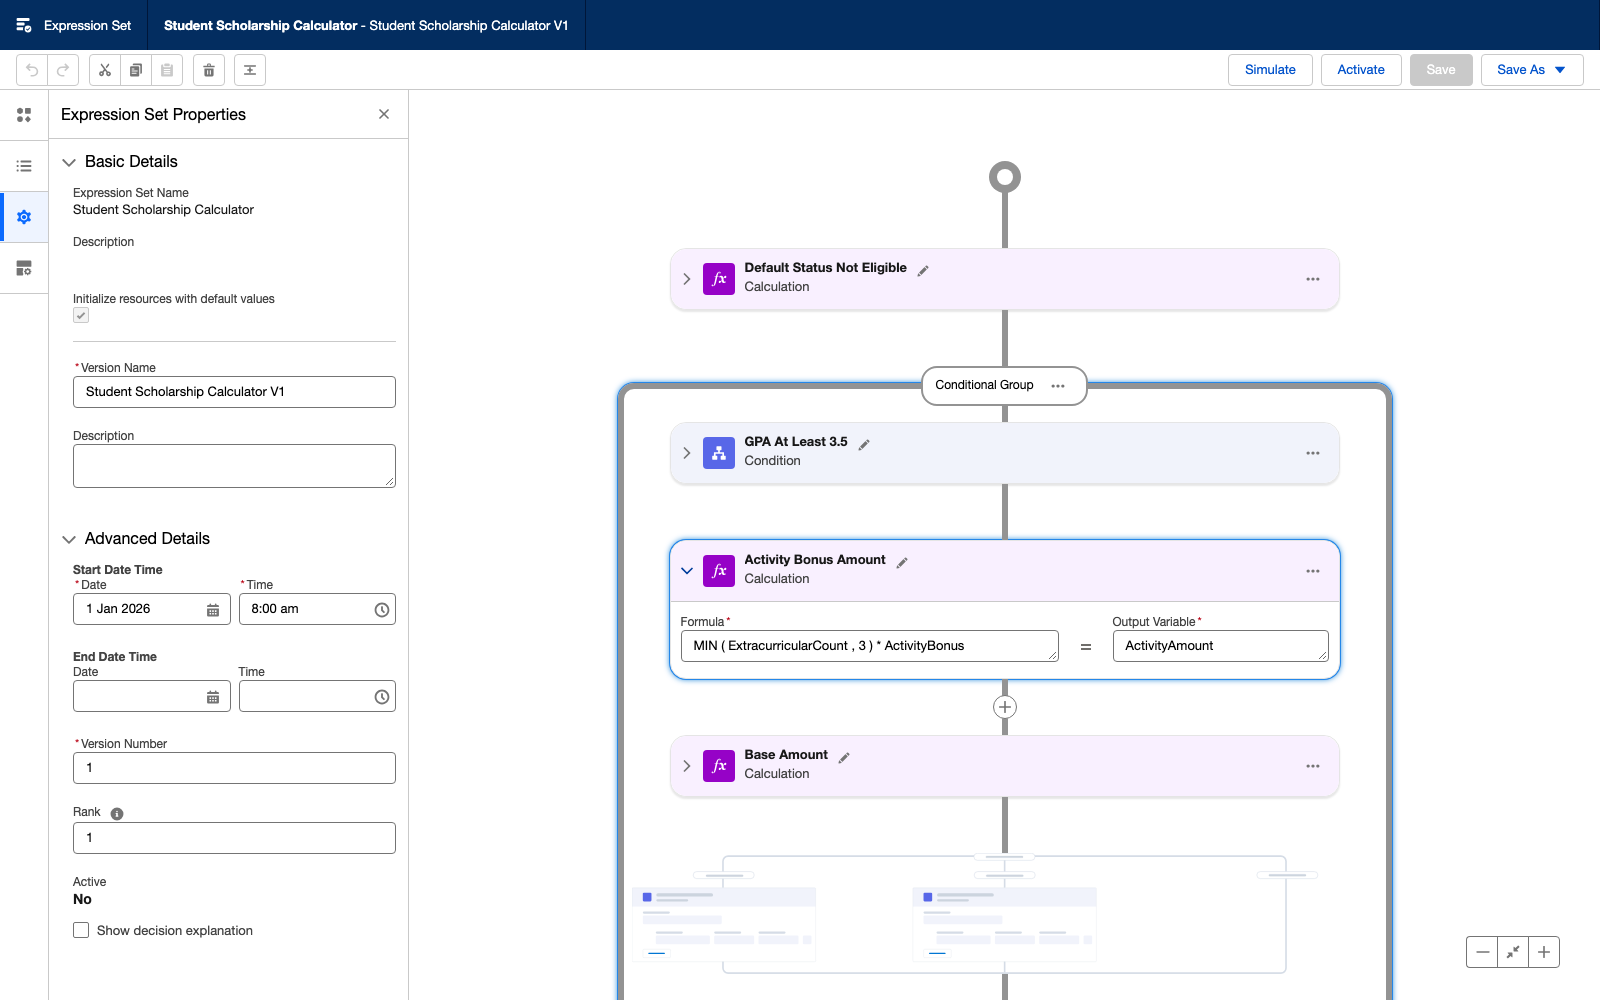 Expression Set
Student Scholarship Calculator - Student Scholarship Calculator V1
Simulate
Activate
Save
Save As
Expression Set Properties
Basic Details
Expression Set Name
Student Scholarship Calculator
Description
Initialize resources with default values
*Version Name
Student Scholarship Calculator V1
Description
Advanced Details
Start Date Time
*Date
*Time
1 Jan 2026
8:00 am
End Date Time
Date
Time
*Version Number
1
Rank
1
Active
No
Show decision explanation
fx
Default Status Not Eligible
Calculation
Conditional Group
GPA At Least 3.5
Condition
fx
Activity Bonus Amount
Calculation
Formula*
Output Variable*
MIN ( ExtracurricularCount , 3 ) * ActivityBonus
=
ActivityAmount
fx
Base Amount
Calculation